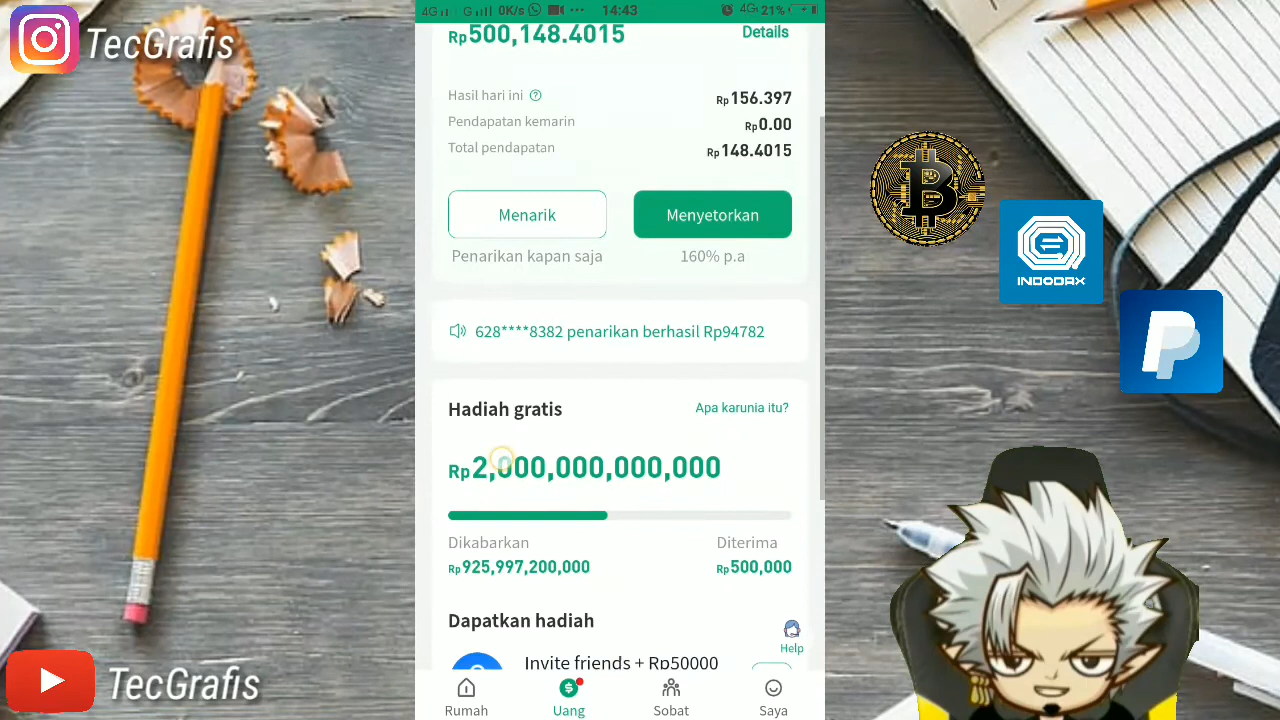 TecGrafis
4G G 0K/s 14:43 4G 21%
Rp500,148.4015 Details
Hasil hari ini Rp156.397
Pendapatan kemarin Rp0.00
Total pendapatan Rp148.4015
Menarik Menyetorkan
Penarikan kapan saja 160% p.a
628****8382 penarikan berhasil Rp94782
Hadiah gratis Apa karunia itu?
Rp2,000,000,000,000
Dikabarkan Diterima
Rp925,997,200,000 Rp500,000
Dapatkan hadiah
Help
Invite friends + Rp50000
Rumah Uang Sobat Saya
TecGrafis
B
INDODAX
P